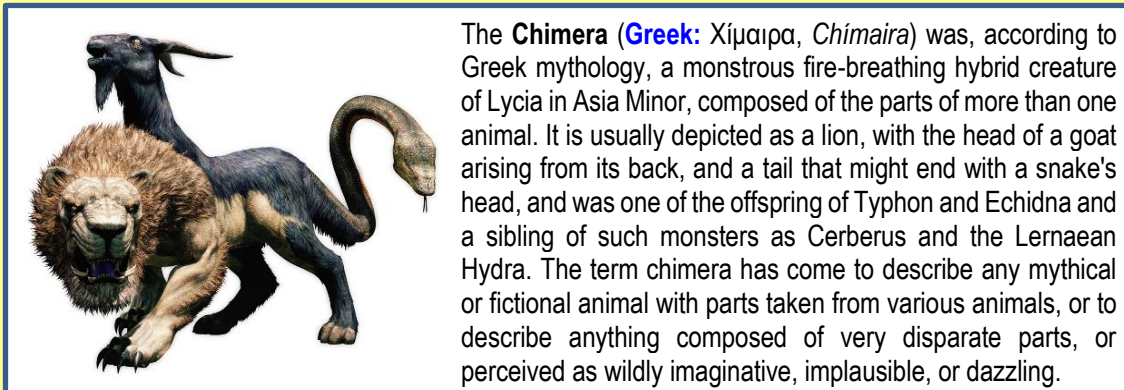 The Chimera (Greek: Χίμαιρα, Chímaira) was, according to
Greek mythology, a monstrous fire-breathing hybrid creature
of Lycia in Asia Minor, composed of the parts of more than one
animal. It is usually depicted as a lion, with the head of a goat
arising from its back, and a tail that might end with a snake's
head, and was one of the offspring of Typhon and Echidna and
a sibling of such monsters as Cerberus and the Lernaean
Hydra. The term chimera has come to describe any mythical
or fictional animal with parts taken from various animals, or to
describe anything composed of very disparate parts, or
perceived as wildly imaginative, implausible, or dazzling.